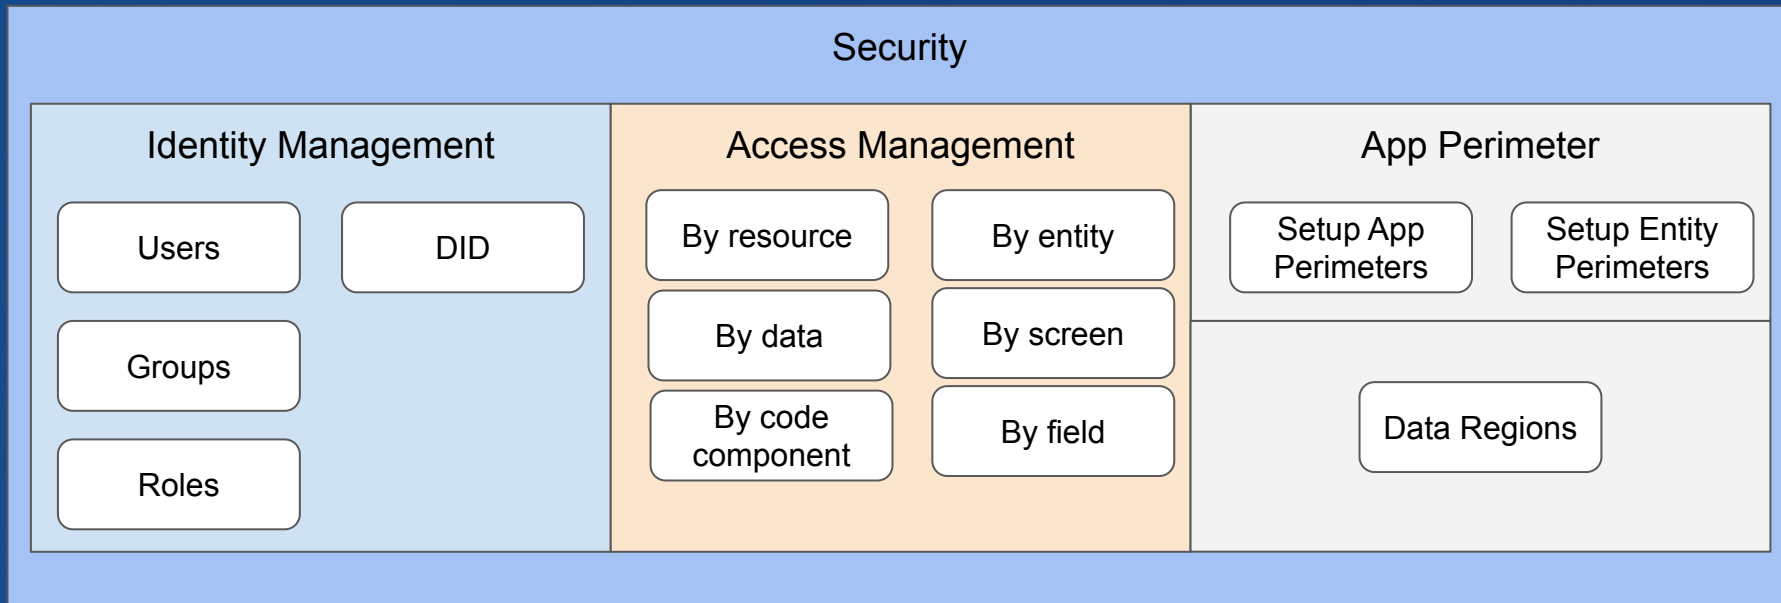 Security
Identity Management
Users
DID
Groups
Roles
Access Management
By resource
By entity
By data
By screen
By code
component
By field
App Perimeter
Setup App
Perimeters
Setup Entity
Perimeters
Data Regions